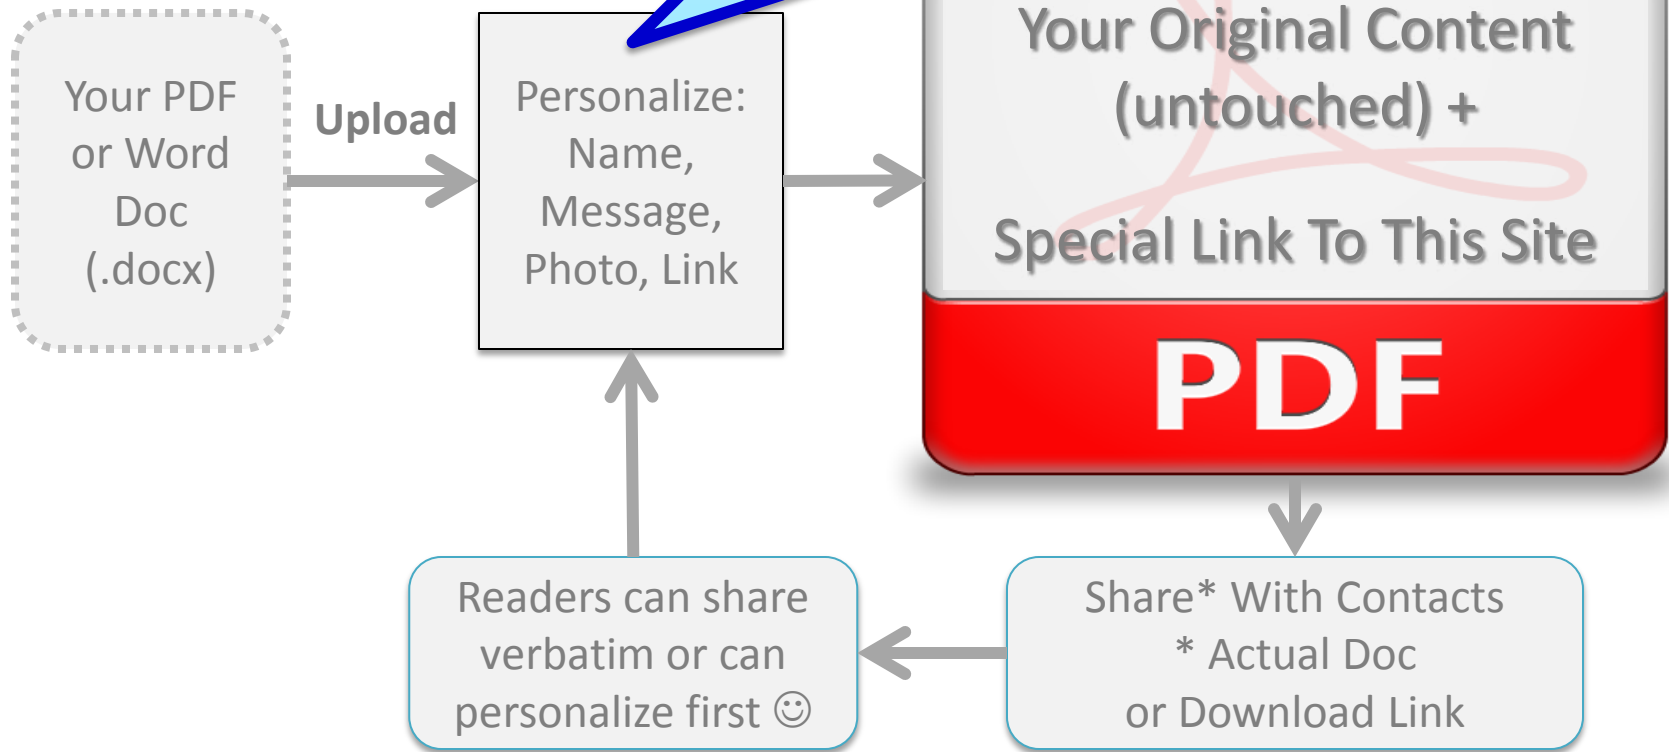 Your PDF
or Word
Doc
(.docx)
Upload
Personalize:
Name,
Message,
Photo, Link
Your Original Content
(untouched) +
Special Link To This Site
PDF
Share* With Contacts
* Actual Doc
or Download Link
Readers can share
verbatim or can
personalize first ☺